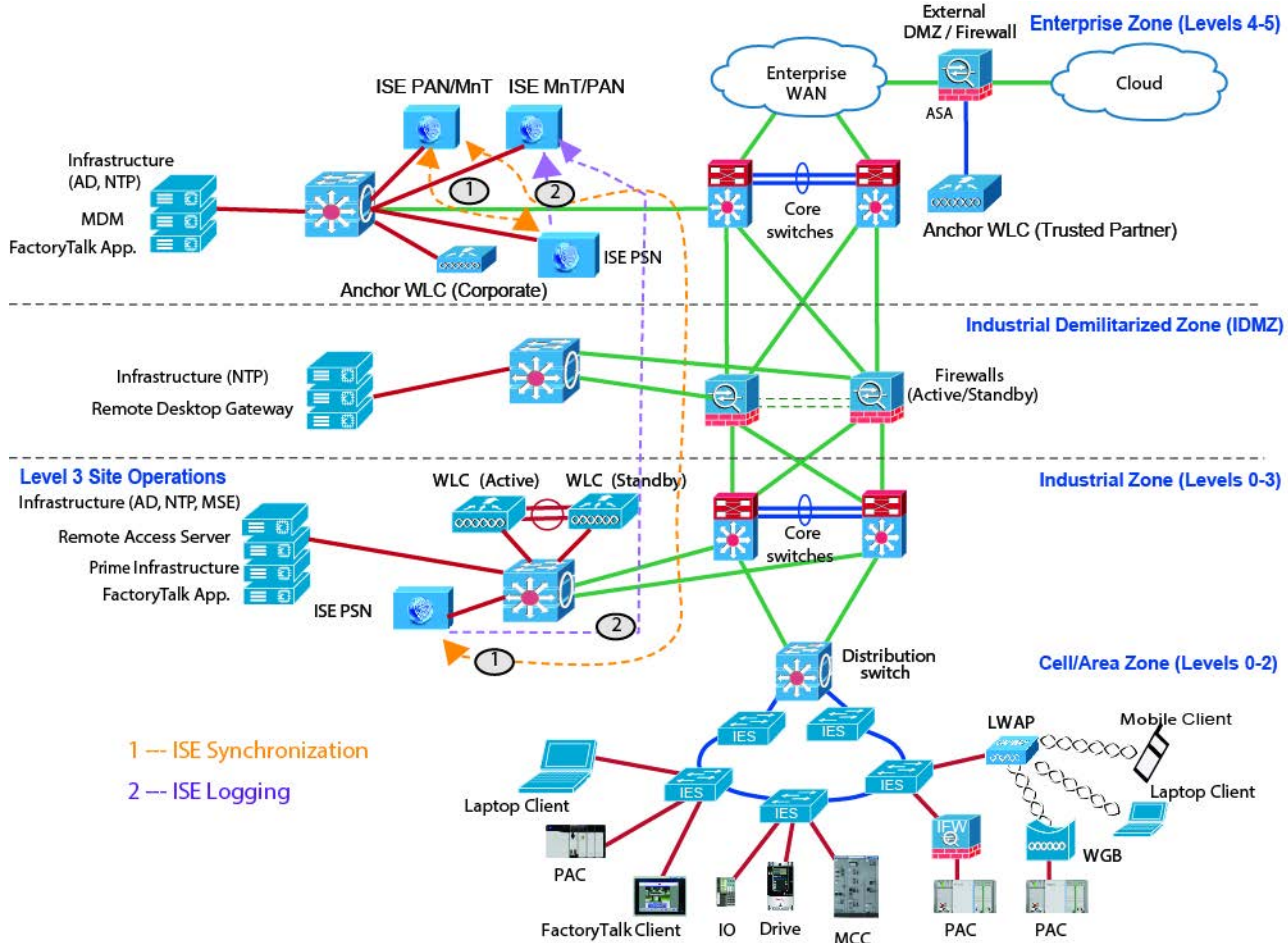 External
DMZ / Firewall
Enterprise Zone (Levels 4-5)
Enterprise
WAN
Cloud
ASA
ISE PAN/MnT
ISE MnT/PAN
Infrastructure
(AD, NTP)
MDM
FactoryTalk App.
1
2
Core
switches
Anchor WLC (Trusted Partner)
ISE PSN
Anchor WLC (Corporate)
Industrial Demilitarized Zone (IDMZ)
Infrastructure (NTP)
Remote Desktop Gateway
Firewalls
(Active/Standby)
Level 3 Site Operations
Industrial Zone (Levels 0-3)
Infrastructure (AD, NTP, MSE)
Remote Access Server
Prime Infrastructure
FactoryTalk App.
WLC (Active)
WLC (Standby)
Core
switches
ISE PSN
2
1
Distribution
switch
Cell/Area Zone (Levels 0-2)
1 --- ISE Synchronization
2 --- ISE Logging
IES
IES
IES
IES
IES
LWAP
Mobile Client
Laptop Client
Laptop Client
IFW
WGB
PAC
FactoryTalk Client
IO
Drive
MCC
PAC
PAC